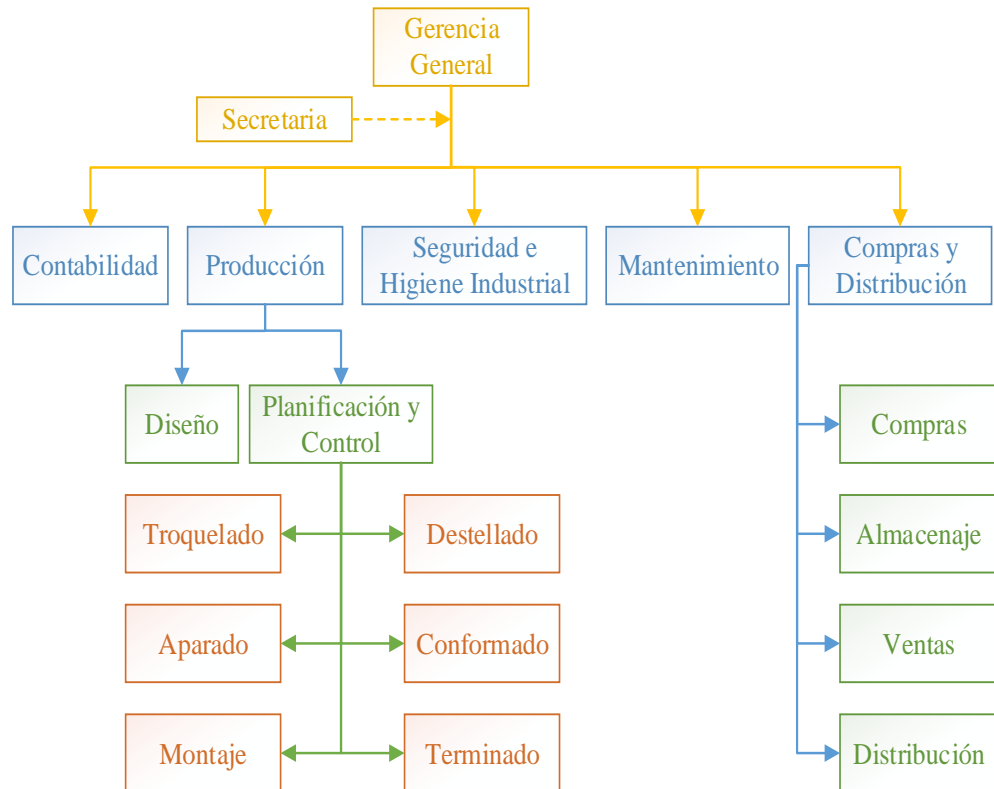 Gerencia
General
Secretaria
Contabilidad
Producción
Seguridad e
Higiene Industrial
Mantenimiento
Compras y
Distribución
Diseño
Planificación y
Control
Compras
Troquelado
Destellado
Almacenaje
Aparado
Conformado
Ventas
Montaje
Terminado
Distribución